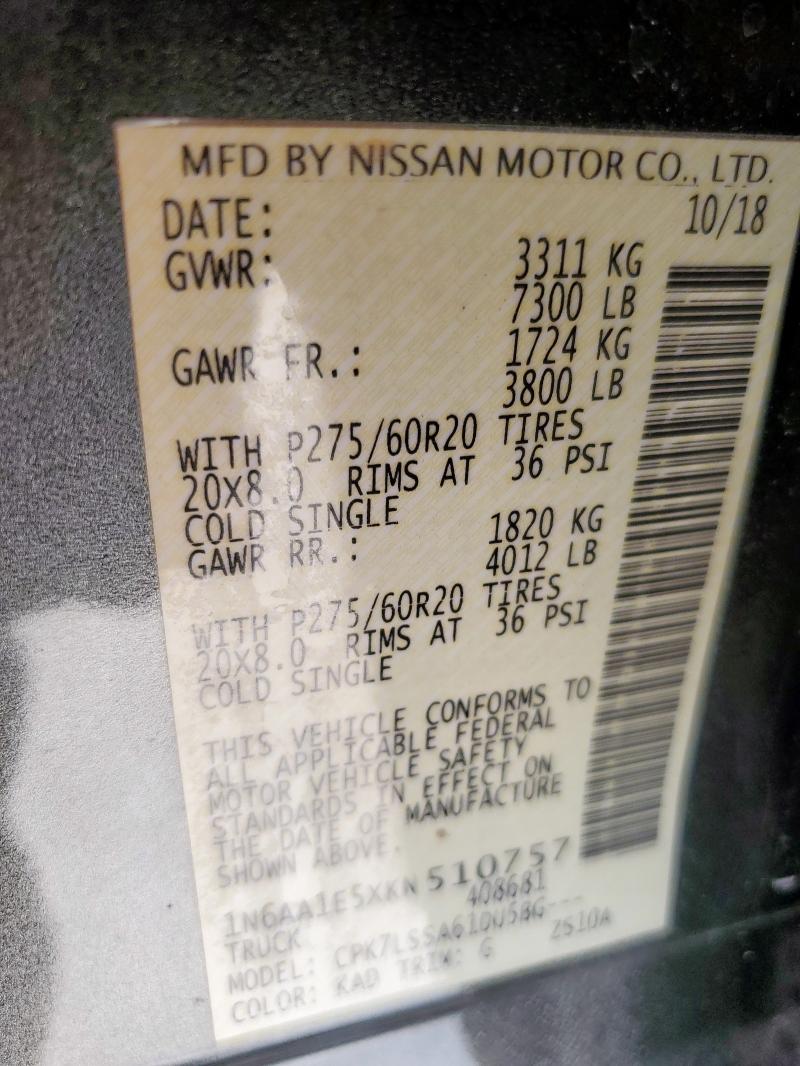 MFD BY NISSAN MOTOR CO., LTD.
DATE: 10/18
GVWR: 3311 KG
7300 LB
GAWR FR.: 1724 KG
3800 LB
WITH P275/60R20 TIRES
20X8.0 RIMS AT 36 PSI
COLD SINGLE
GAWR RR.: 1820 KG
4012 LB
WITH P275/60R20 TIRES
20X8.0 RIMS AT 36 PSI
COLD SINGLE
THIS VEHICLE CONFORMS TO
ALL APPLICABLE FEDERAL
MOTOR VEHICLE SAFETY
STANDARDS IN EFFECT ON
THE DATE OF MANUFACTURE
SHOWN ABOVE.
1N6AA1E5XKN510757
TRUCK 408681
MODEL:
COLOR: KAD TRIM: G ZS10A